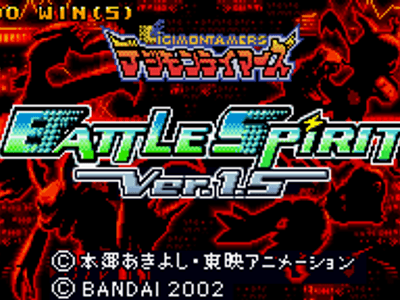 00/ WIN(S)
DIGIMONTAMERS
デジモンテイマーズ
BATTLE SPIRIT
Ver.1.5
© 本郷あきよし・東映アニメーション
© BANDAI 2002